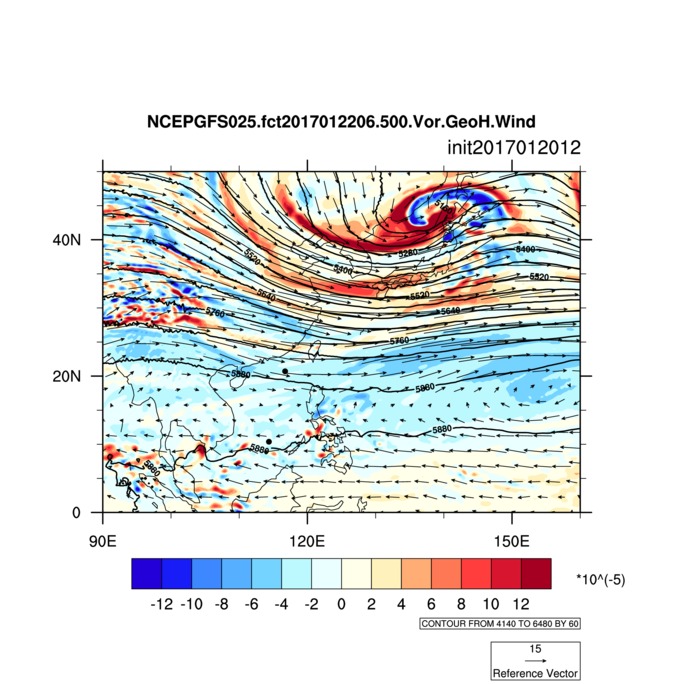 NCEPGFS025.fct2017012206.500.Vor.GeoH.Wind
init2017012012
40N
20N
0
5280
5400
5520
5400
5520
5640
5520
5640
5760
5760
5880
5880
5880
5880
5880
90E 120E 150E
-12 -10 -8 -6 -4 -2 0 2 4 6 8 10 12
*10^(-5)
CONTOUR FROM 4140 TO 6480 BY 60
15
Reference Vector